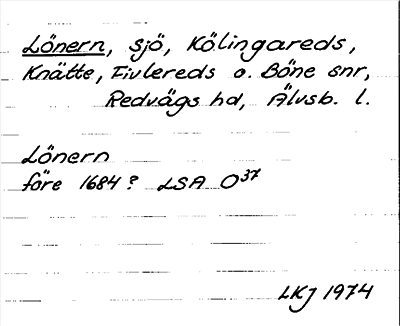 Lönern, sjö, Kölingareds,
Knätte, Fivlereds o. Böne snr,
Redvägs hd, Älvsb. l.
Lönern
före 1684? LSA O37
LKJ 1974